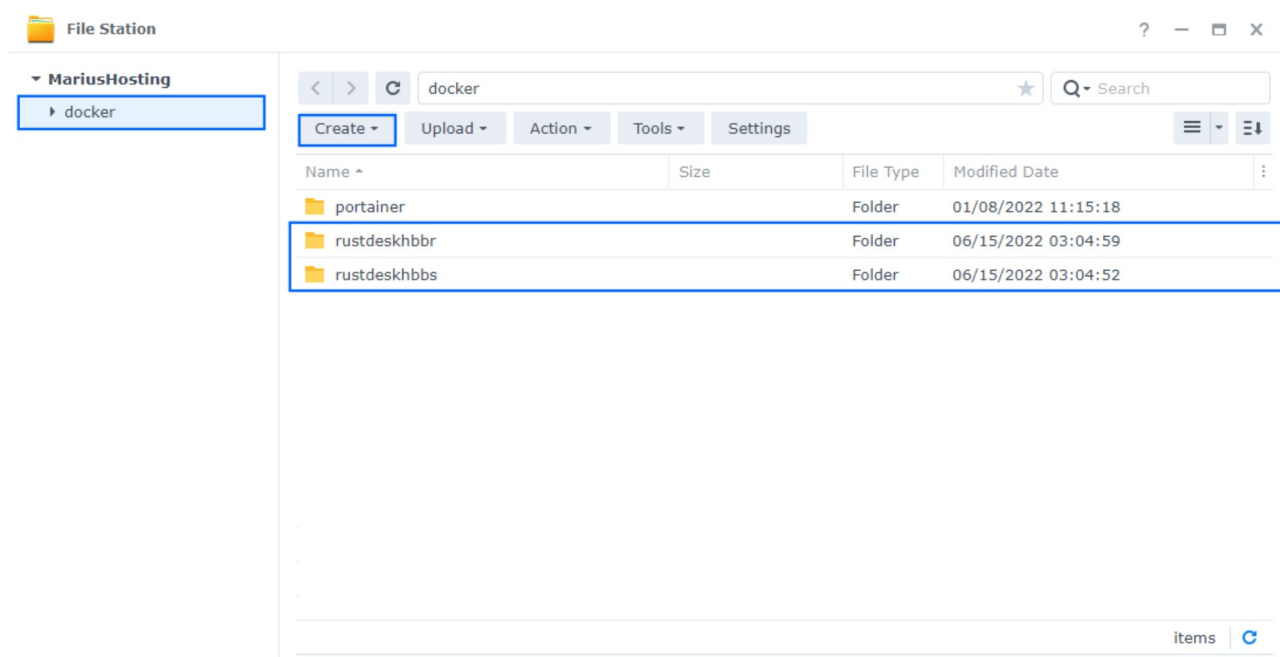 File Station
?
MariusHosting
docker
docker
Search
Create
Upload
Action
Tools
Settings
Name Size File Type Modified Date
portainer Folder 01/08/2022 11:15:18
rustdeskhbbr Folder 06/15/2022 03:04:59
rustdeskhbbs Folder 06/15/2022 03:04:52
items